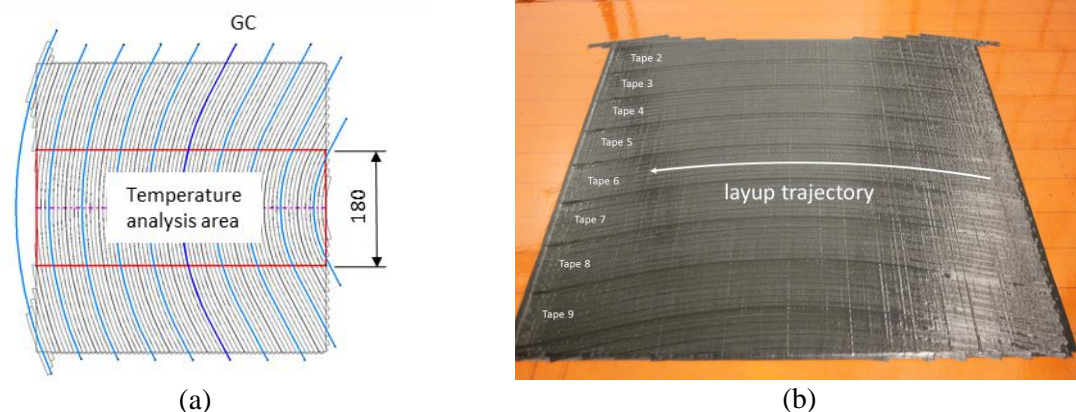 GC
Temperature
analysis area
180
(a)
Tape 2
Tape 3
Tape 4
Tape 5
Tape 6
Tape 7
Tape 8
Tape 9
layup trajectory
(b)